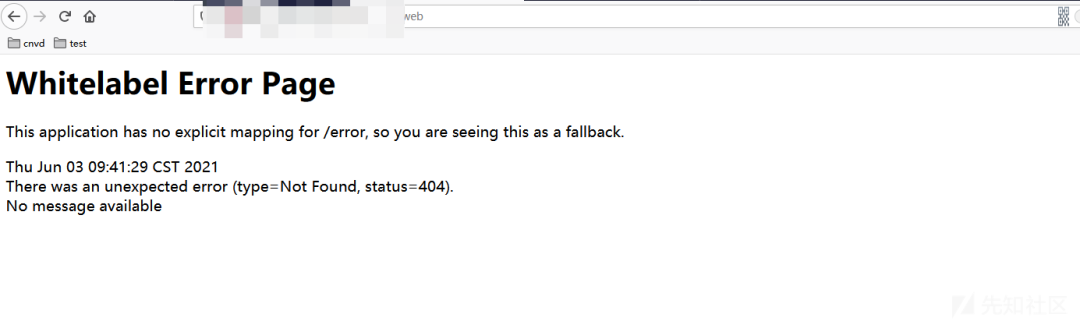 web
cnvd test
Whitelabel Error Page
This application has no explicit mapping for /error, so you are seeing this as a fallback.
Thu Jun 03 09:41:29 CST 2021
There was an unexpected error (type=Not Found, status=404).
No message available
先知社区